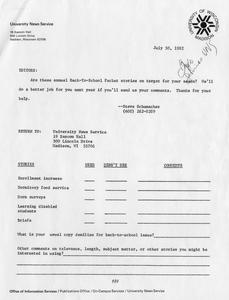 University News Service
19 Bascom Hall
500 Lincoln Drive
Madison, Wisconsin 53706
UNIVERSITY OF WISCONSIN MADISON
July 30, 1982
EDITORS:
Are these annual Back-to-School Factas stories on target for your needs? We'll
do a better job for you next year if you'll send us your comments. Thanks for your
help.
--Steve Schumacher
(608) 262-8289
RETURN TO: University News Service
19 Bascom Hall
500 Lincoln Drive
Madison, WI 53706
STORIES USED DIDN'T USE COMMENTS
Enrollment increase
Dormitory food service
Dorm surveys
Learning disabled
students
Briefs
What is your usual copy deadline for back-to-school issue?
Other comments on relevance, length, subject matter, or other stories you might be
interested in using?
###
Office of Information Services / Publications Office / On-Campus Services / University News Service